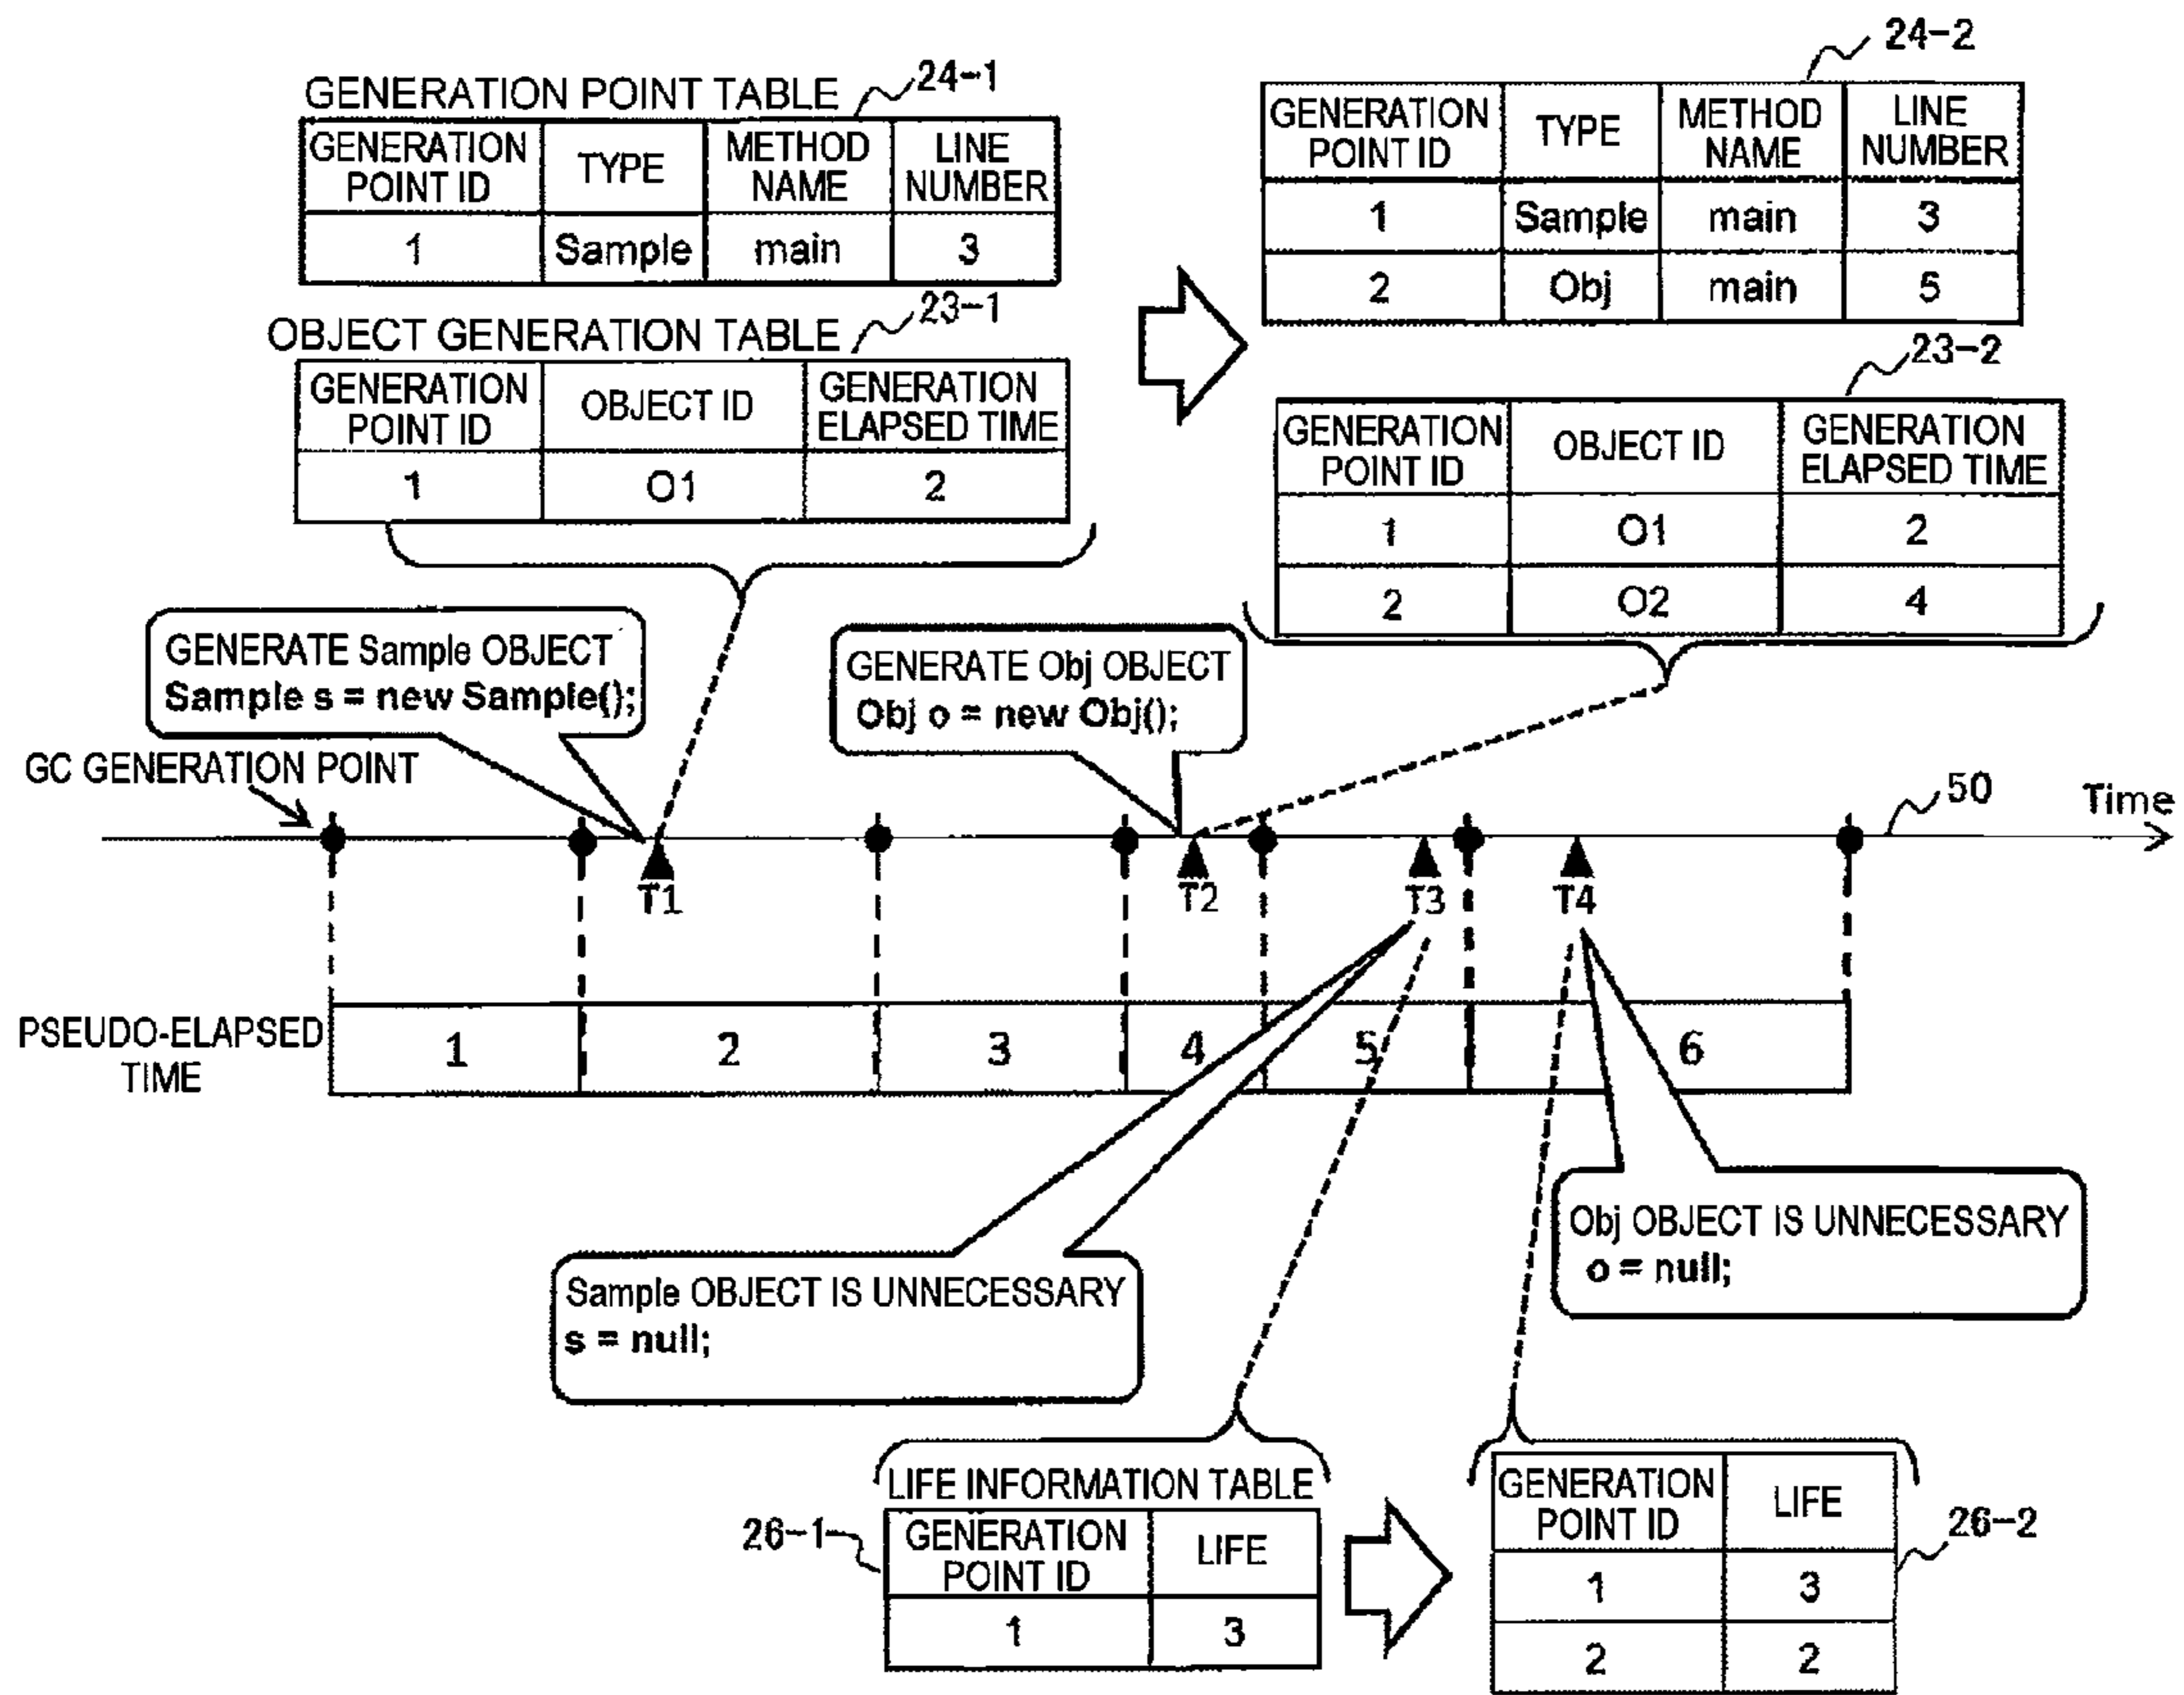 24-1
GENERATION POINT TABLE
GENERATION POINT ID TYPE METHOD NAME LINE NUMBER
1 Sample main 3
23-1
OBJECT GENERATION TABLE
GENERATION POINT ID OBJECT ID GENERATION ELAPSED TIME
1 O1 2
24-2
GENERATION POINT ID TYPE METHOD NAME LINE NUMBER
1 Sample main 3
2 Obj main 5
23-2
GENERATION POINT ID OBJECT ID GENERATION ELAPSED TIME
1 O1 2
2 O2 4
GENERATE Sample OBJECT
Sample s = new Sample();
GENERATE Obj OBJECT
Obj o = new Obj();
GC GENERATION POINT
50
Time
T1 T2 T3 T4
PSEUDO-ELAPSED
TIME
1 2 3 4 5 6
Sample OBJECT IS UNNECESSARY
s = null;
Obj OBJECT IS UNNECESSARY
o = null;
LIFE INFORMATION TABLE
26-1
GENERATION POINT ID LIFE
1 3
26-2
GENERATION POINT ID LIFE
1 3
2 2